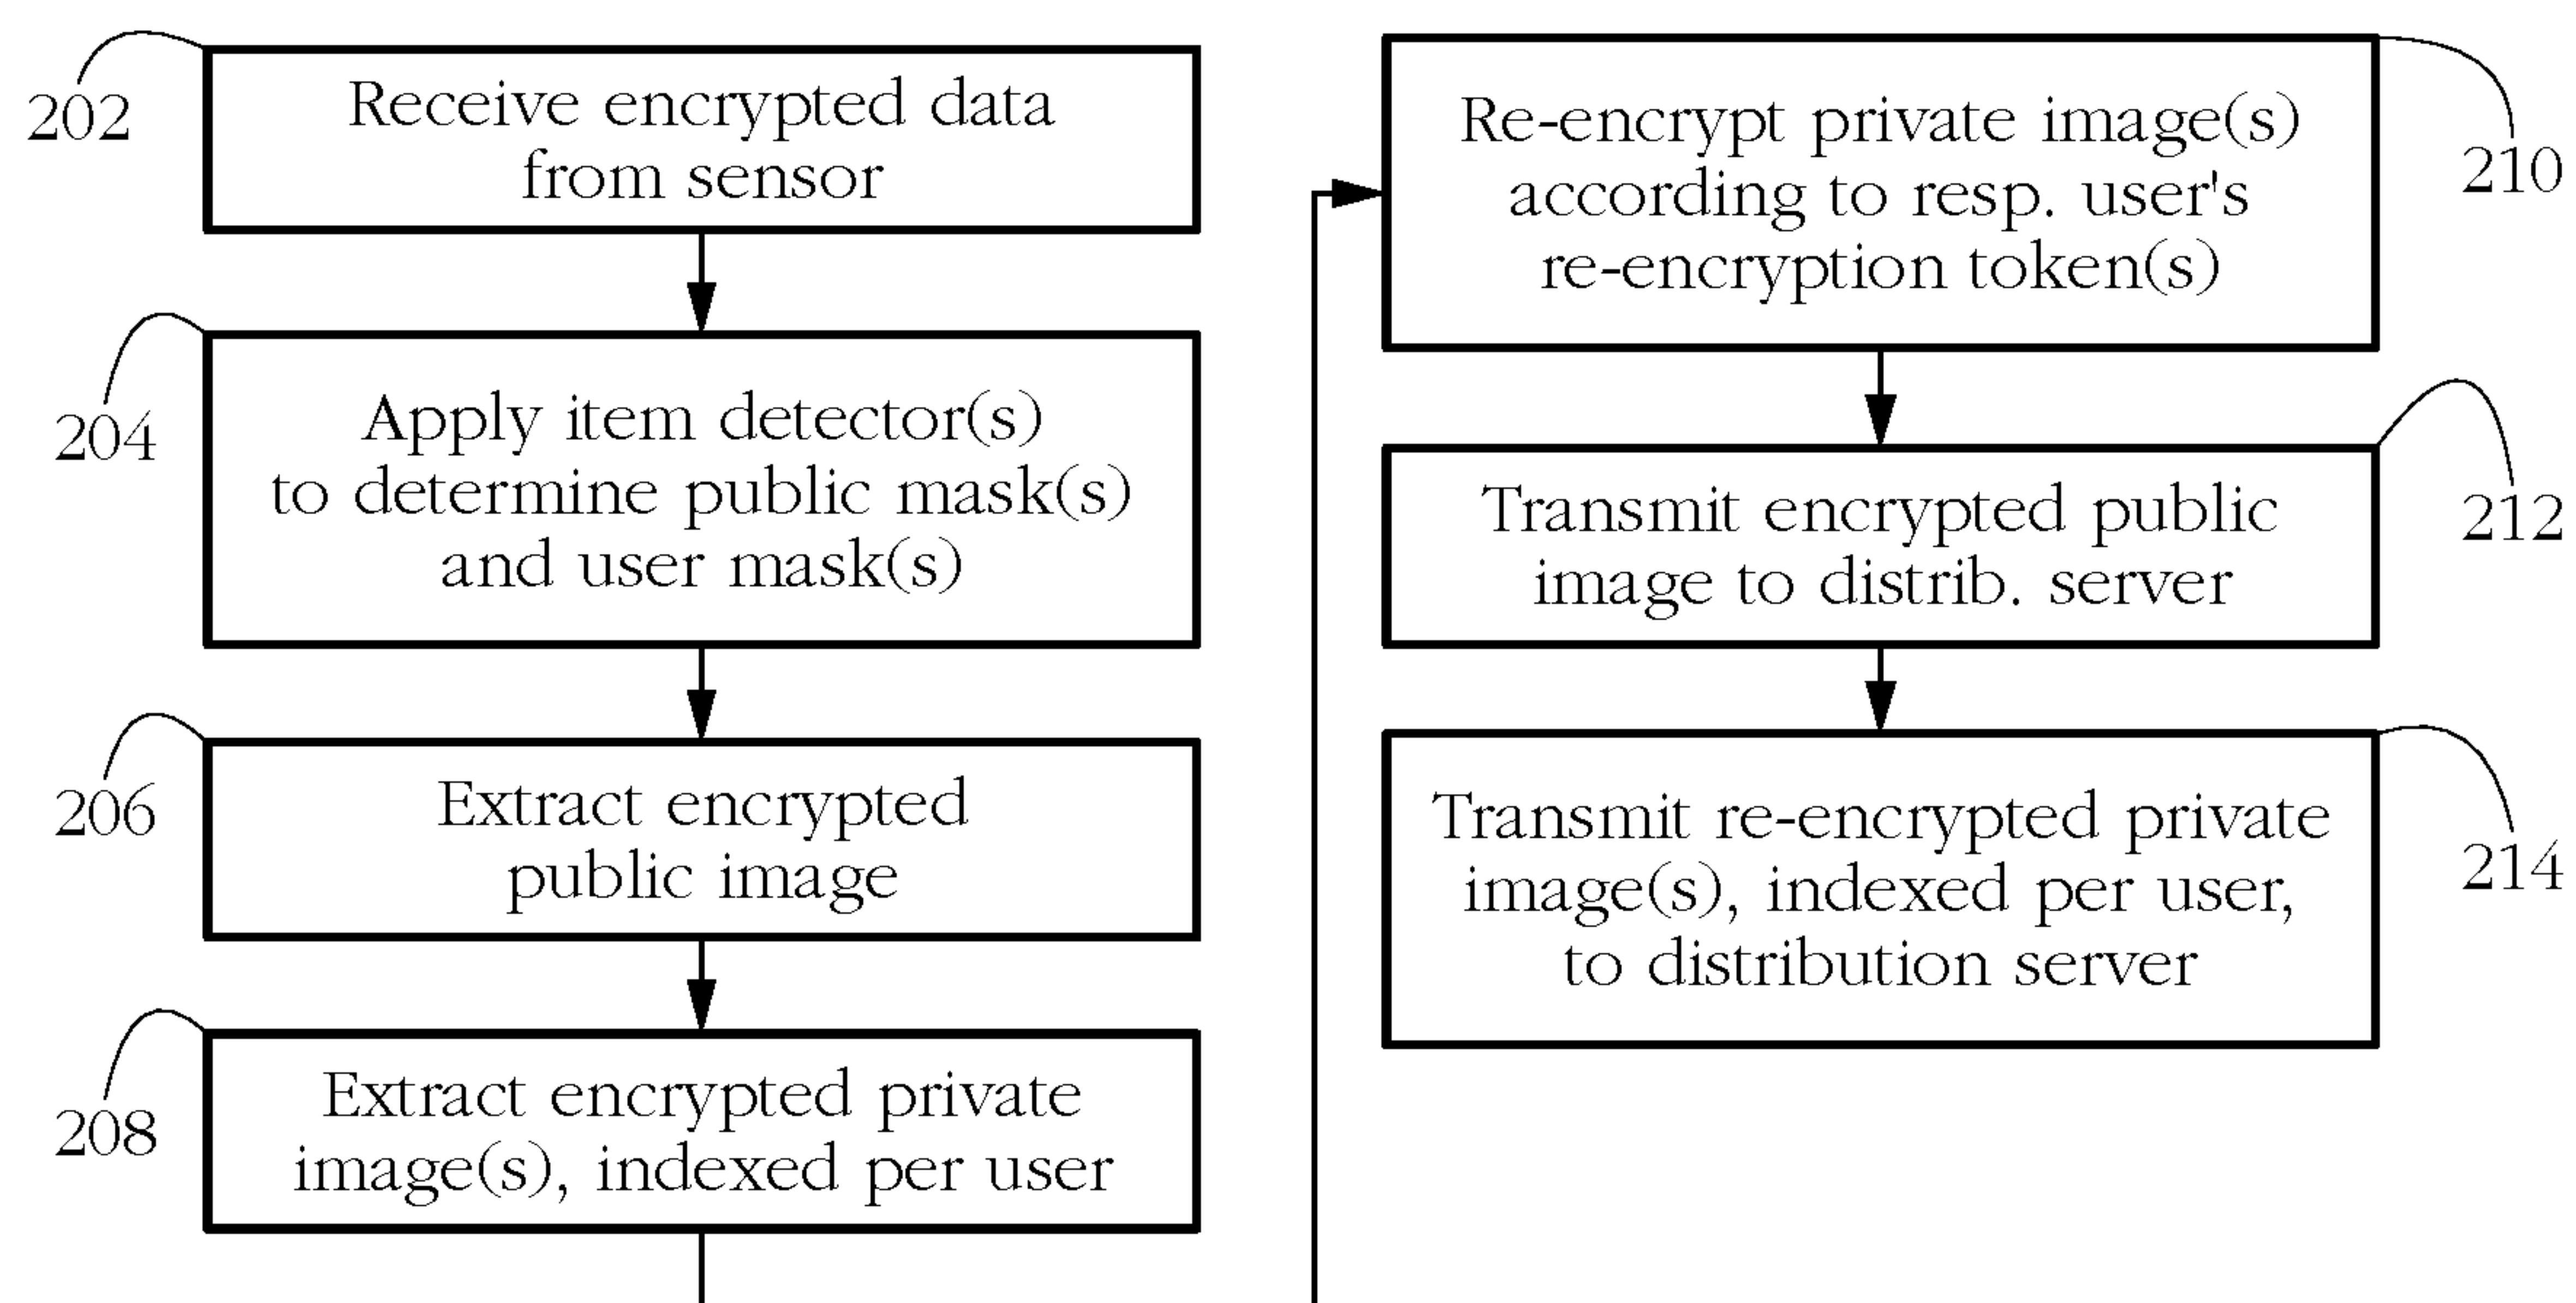 202
Receive encrypted data
from sensor
204
Apply item detector(s)
to determine public mask(s)
and user mask(s)
206
Extract encrypted
public image
208
Extract encrypted private
image(s), indexed per user
Re-encrypt private image(s)
according to resp. user's
re-encryption token(s)
210
Transmit encrypted public
image to distrib. server
212
Transmit re-encrypted private
image(s), indexed per user,
to distribution server
214